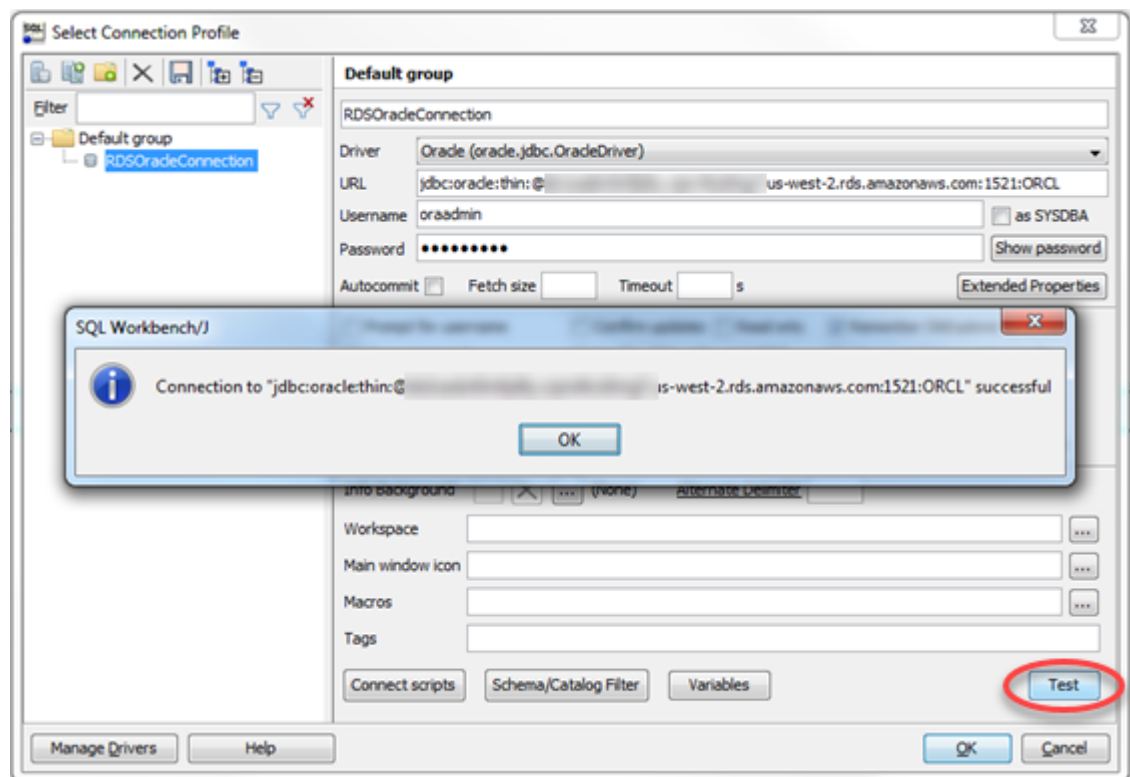 Select Connection Profile
Filter
Default group
RDSOracleConnection
Default group
RDSOracleConnection
Driver Oracle (oracle.jdbc.OracleDriver)
URL jdbc:oracle:thin:@ us-west-2.rds.amazonaws.com:1521:ORCL
Username oraadmin as SYSDBA
Password ●●●●●●●●● Show password
Autocommit Fetch size Timeout s Extended Properties
SQL Workbench/J
Connection to "jdbc:oracle:thin:@ s-west-2.rds.amazonaws.com:1521:ORCL" successful
OK
Info Background ... (None) Alternate Delimiter
Workspace ...
Main window icon ...
Macros ...
Tags
Connect scripts Schema/Catalog Filter Variables Test
Manage Drivers Help OK Cancel